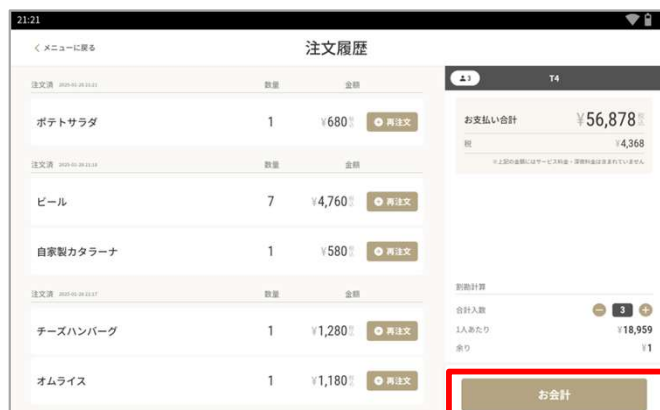 21:21
メニューに戻る
注文履歴
注文済 数量 金額
ポテトサラダ 1 ¥680 再注文
注文済 数量 金額
ビール 7 ¥4,760 再注文
自家製カタラーナ 1 ¥580 再注文
注文済 数量 金額
チーズハンバーグ 1 ¥1,280 再注文
オムライス 1 ¥1,180 再注文
3 T4
お支払い合計 ¥56,878
税 ¥4,368
※上記の金額にはサービス料金・深夜料金は含まれていません
割勘計算
合計人数 3
1人あたり ¥18,959
余り ¥1
お会計